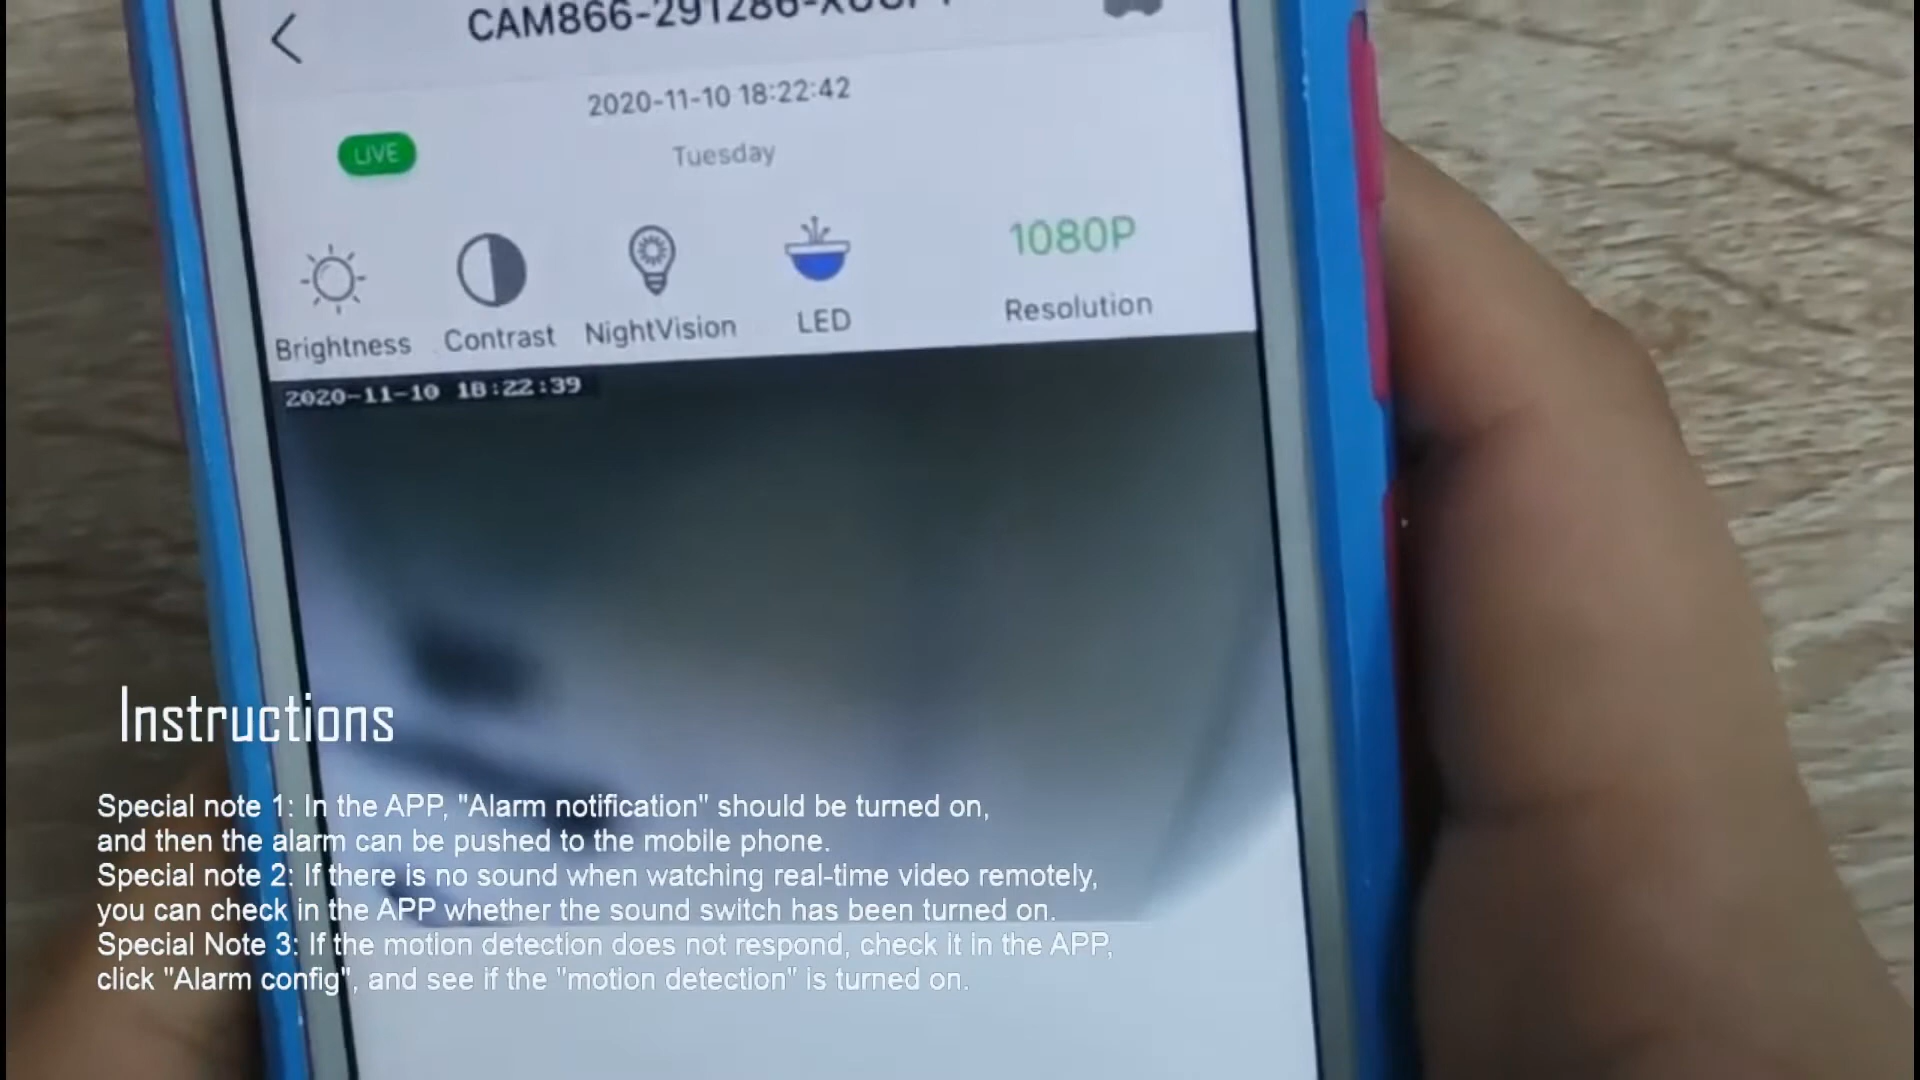 2020-11-10 18:22:42
LIVE
Tuesday
1080P
Brightness Contrast NightVision LED Resolution
2020-11-10 18:22:39
Instructions
Special note 1: In the APP, "Alarm notification" should be turned on,
and then the alarm can be pushed to the mobile phone.
Special note 2: If there is no sound when watching real-time video remotely,
you can check in the APP whether the sound switch has been turned on.
Special Note 3: If the motion detection does not respond, check it in the APP,
click "Alarm config", and see if the "motion detection" is turned on.